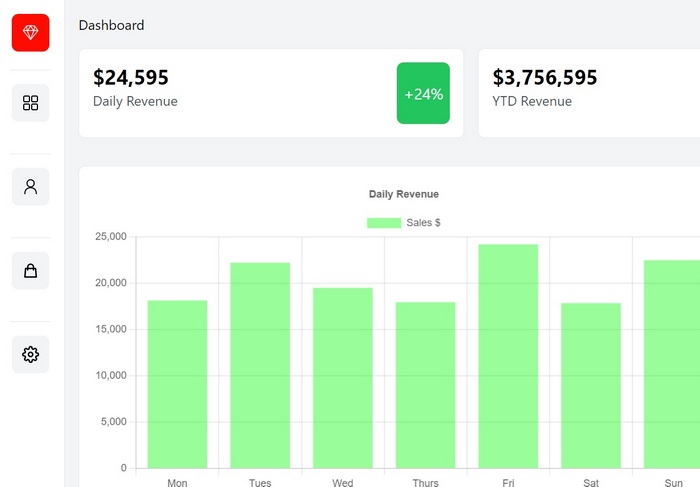 Dashboard
$24,595
Daily Revenue
+24%
$3,756,595
YTD Revenue
Daily Revenue
Sales $
25,000
20,000
15,000
10,000
5,000
0
Mon Tues Wed Thurs Fri Sat Sun